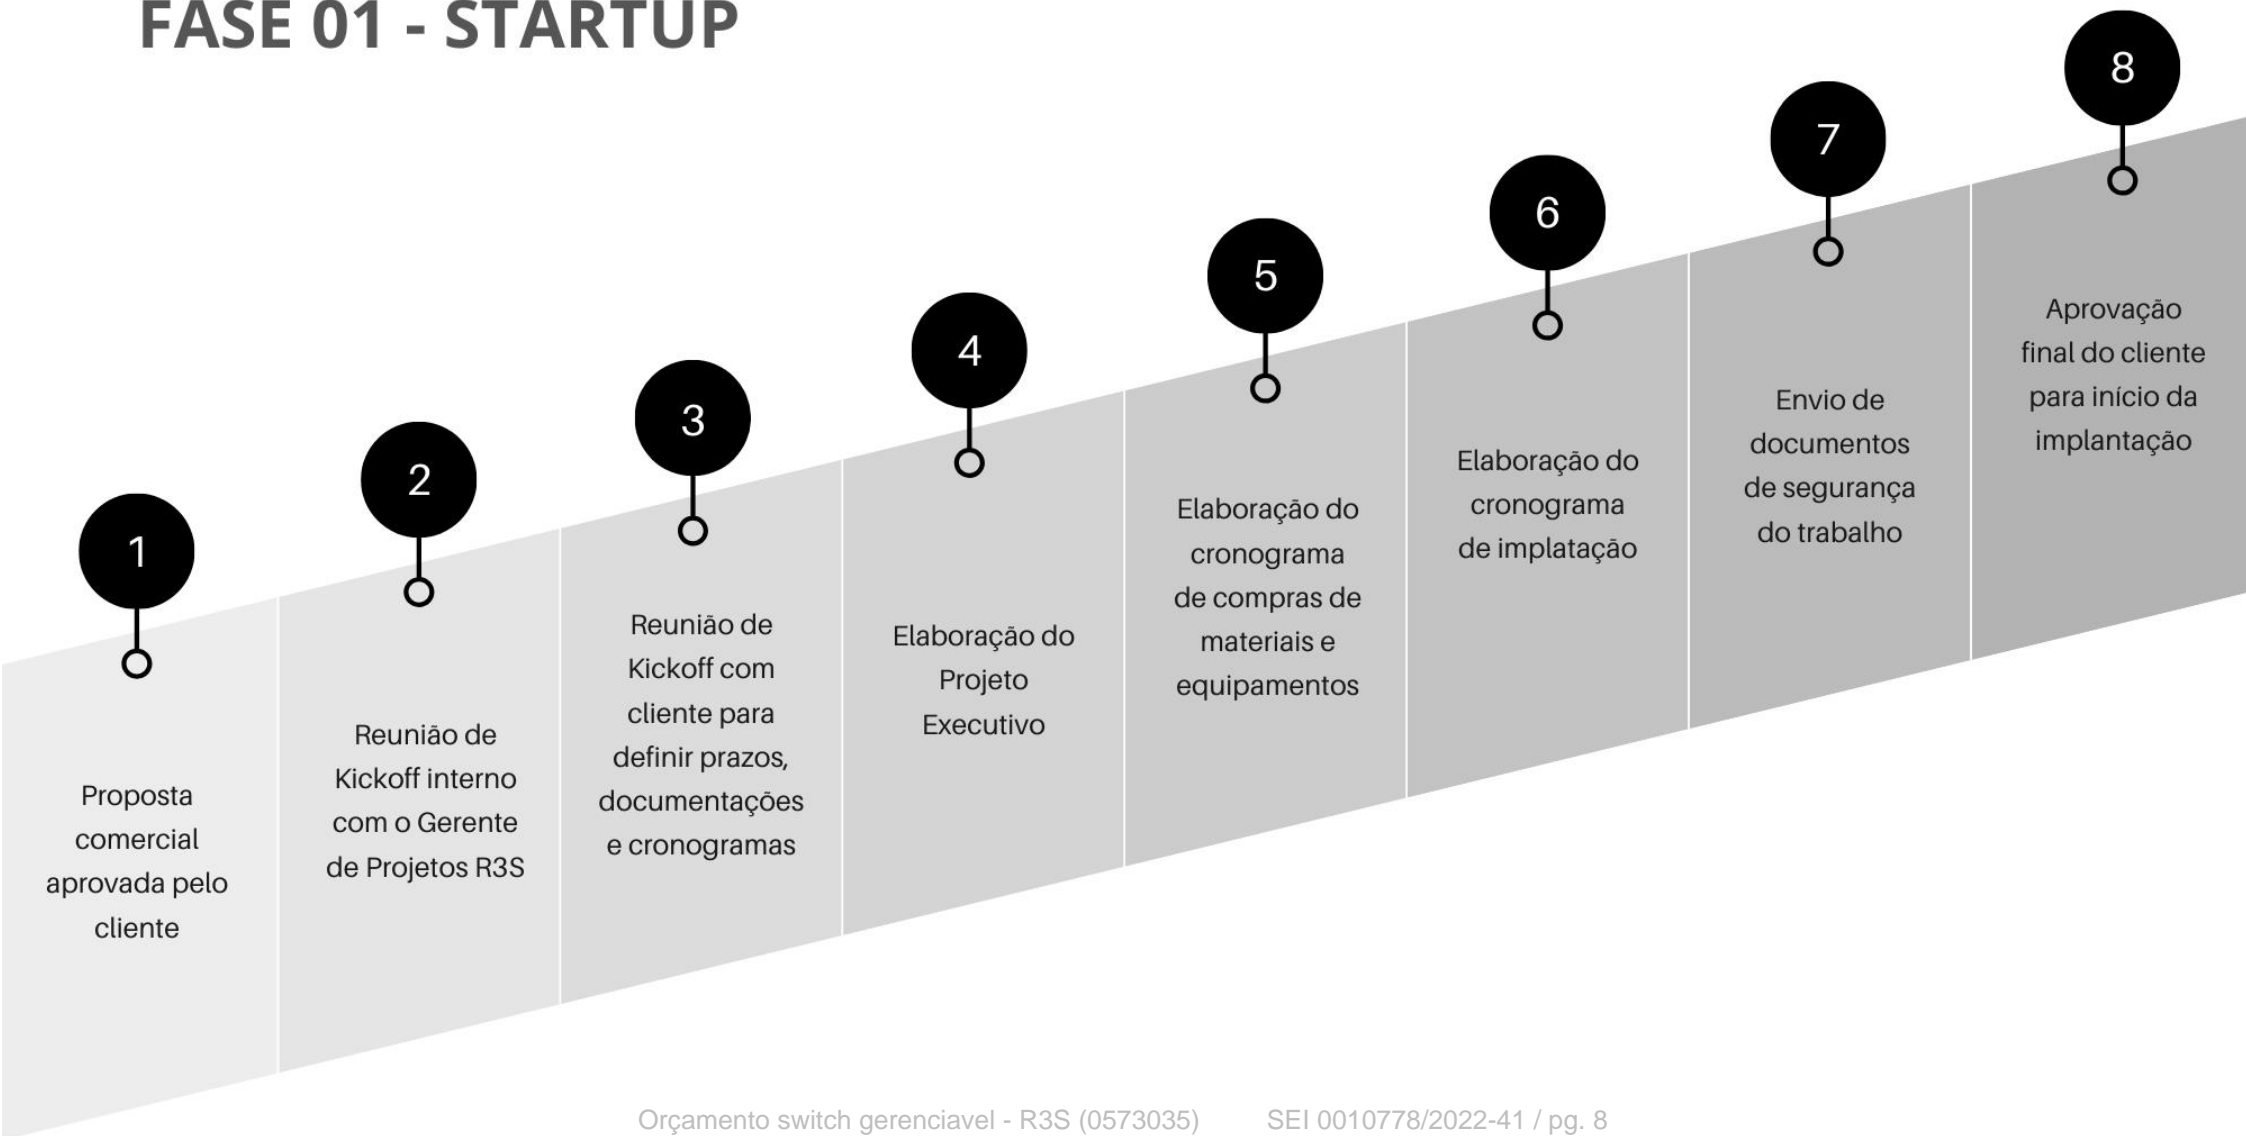 FASE 01 - STARTUP
1
Proposta
comercial
aprovada pelo
cliente
2
Reunião de
Kickoff interno
com o Gerente
de Projetos R3S
3
Reunião de
Kickoff com
cliente para
definir prazos,
documentações
e cronogramas
4
Elaboração do
Projeto
Executivo
5
Elaboração do
cronograma
de compras de
materiais e
equipamentos
6
Elaboração do
cronograma
de implatação
7
Envio de
documentos
de segurança
do trabalho
8
Aprovação
final do cliente
para início da
implantação
Orçamento switch gerenciavel - R3S (0573035) SEI 0010778/2022-41 / pg. 8